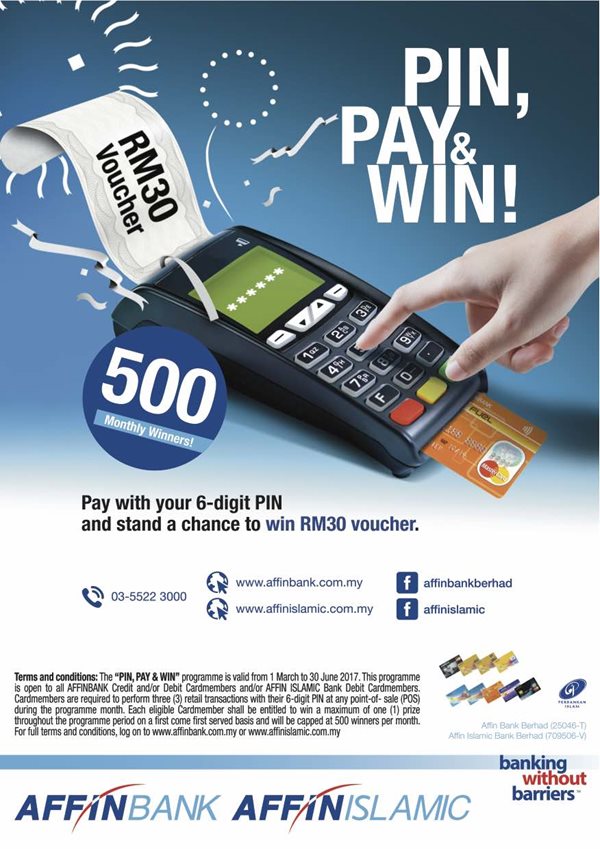 PIN,
PAY &
WIN!
RM30
Voucher
******
500
Monthly Winners!
Pay with your 6-digit PIN
and stand a chance to win RM30 voucher.
03-5522 3000
www.affinbank.com.my
www.affinislamic.com.my
affinbankberhad
affinislamic
Terms and conditions: The “PIN, PAY & WIN” programme is valid from 1 March to 30 June 2017. This programme
is open to all AFFINBANK Credit and/or Debit Cardmembers and/or AFFIN ISLAMIC Bank Debit Cardmembers.
Cardmembers are required to perform three (3) retail transactions with their 6-digit PIN at any point-of- sale (POS)
during the programme month. Each eligible Cardmember shall be entitled to win a maximum of one (1) prize
throughout the programme period on a first come first served basis and will be capped at 500 winners per month.
For full terms and conditions, log on to www.affinbank.com.my or www.affinislamic.com.my
PERBANKAN
ISLAM
Affin Bank Berhad (25046-T)
Affin Islamic Bank Berhad (709506-V)
banking
without
barriers™
AFFINBANK AFFINISLAMIC